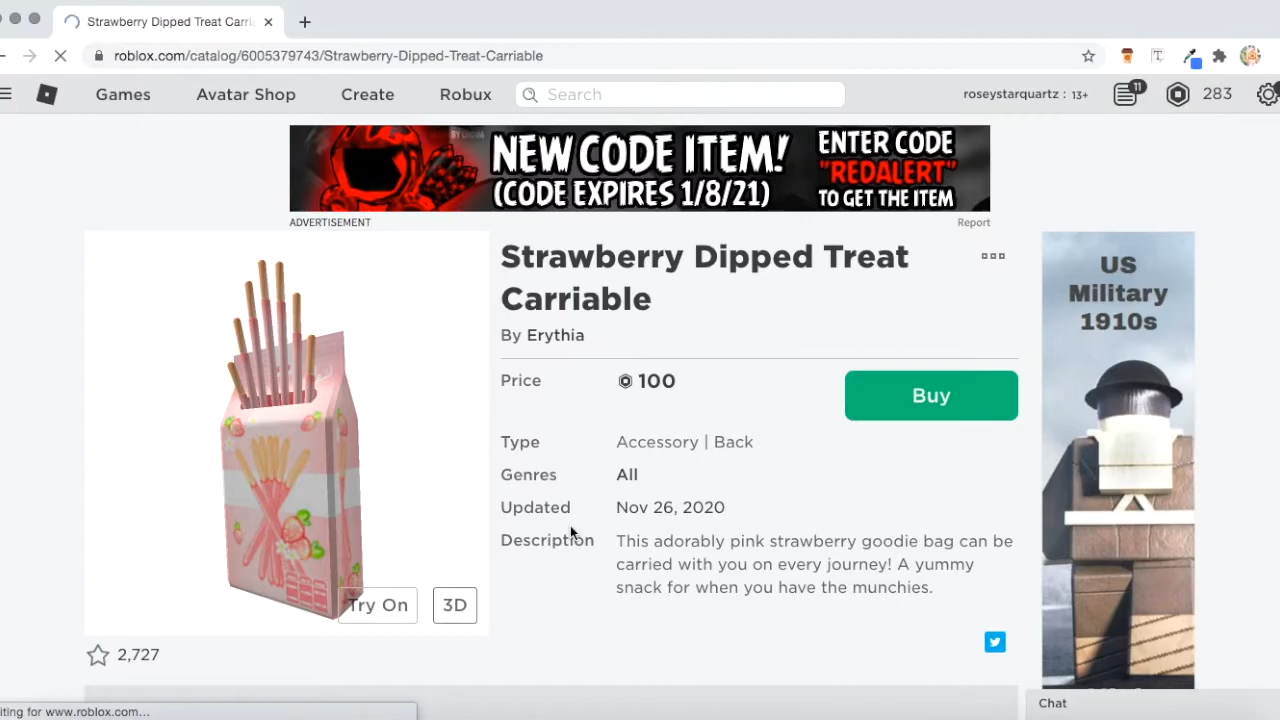 Strawberry Dipped Treat Carri
roblox.com/catalog/6005379743/Strawberry-Dipped-Treat-Carriable
Games Avatar Shop Create Robux Search roseystarquartz : 13+ 11 283
NEW CODE ITEM!
(CODE EXPIRES 1/8/21)
ENTER CODE
"REDALERT"
TO GET THE ITEM
ADVERTISEMENT Report
Strawberry Dipped Treat
Carriable
By Erythia
Price 100
Buy
Type Accessory | Back
Genres All
Updated Nov 26, 2020
Description This adorably pink strawberry goodie bag can be
carried with you on every journey! A yummy
snack for when you have the munchies.
Try On 3D
2,727
US
Military
1910s
Chat
iting for www.roblox.com...